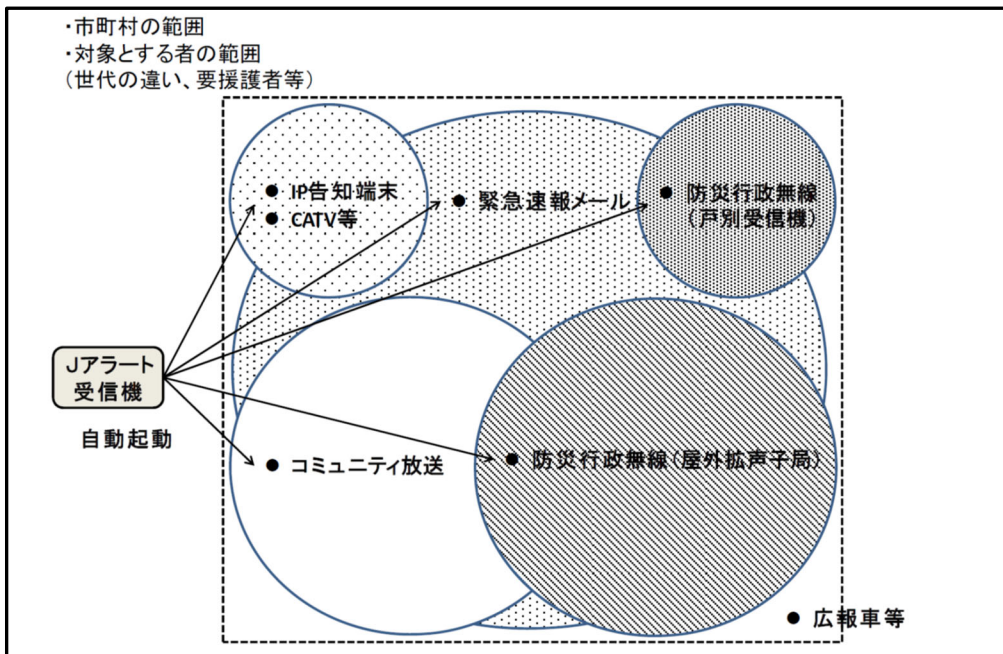 ・市町村の範囲
・対象とする者の範囲
(世代の違い、要援護者等)
● IP告知端末
● CATV等
● 緊急速報メール
● 防災行政無線
(戸別受信機)
Jアラート
受信機
自動起動
● コミュニティ放送
● 防災行政無線(屋外拡声子局)
● 広報車等